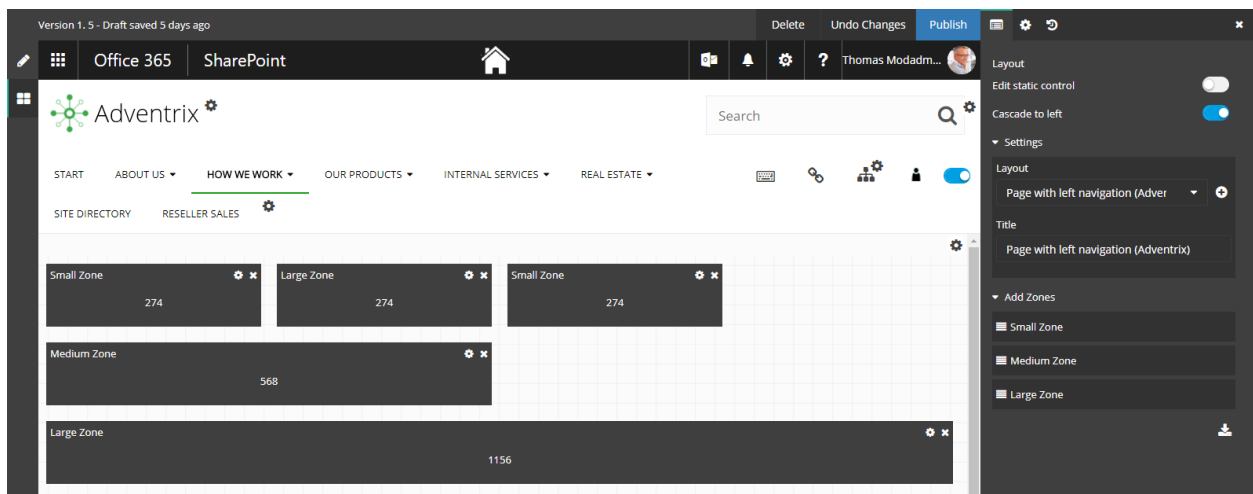 Version 1. 5 - Draft saved 5 days ago
Delete
Undo Changes
Publish
Office 365
SharePoint
?
Thomas Modadm...
Adventrix
Search
START
ABOUT US
HOW WE WORK
OUR PRODUCTS
INTERNAL SERVICES
REAL ESTATE
SITE DIRECTORY
RESELLER SALES
Small Zone
274
Large Zone
274
Small Zone
274
Medium Zone
568
Large Zone
1156
Layout
Edit static control
Cascade to left
Settings
Layout
Page with left navigation (Adver
Title
Page with left navigation (Adventrix)
Add Zones
Small Zone
Medium Zone
Large Zone